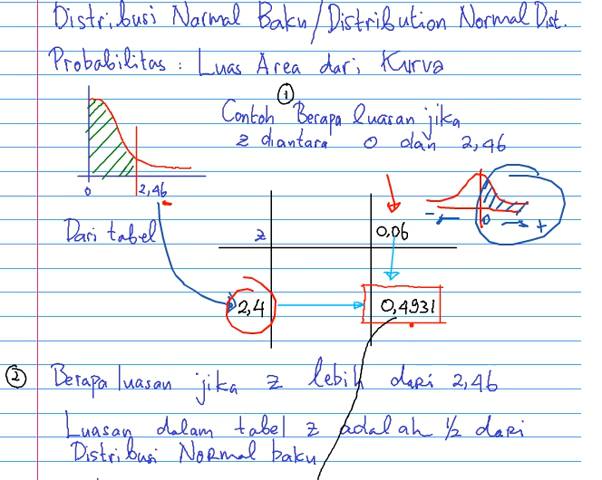 Distribusi Normal Baku/Distribution Normal Dist.
Probabilitas : Luas Area dari Kurva
①
Contoh Berapa luasan jika
z diantara 0 dan 2,46
0 2,46
- 0 +
Dari tabel
z 0,06
2,4 0,4931
② Berapa luasan jika z lebih dari 2,46
Luasan dalam tabel z adalah ½ dari
Distribusi Normal baku